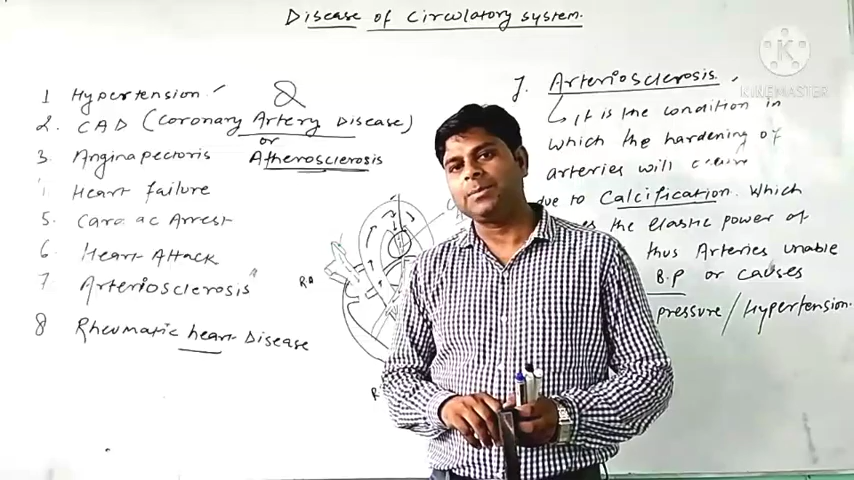 Disease of Circulatory system.
1 Hypertension
2. CAD (Coronary Artery Disease)
or
Atherosclerosis
3. Angina pectoris
Heart failure
5. Arrest
6 Heart Attack
7 Arteriosclerosis
8 Rheumatic heart Disease
RA
7. Arteriosclerosis.
It is the condition in
which the hardening of
arteries will
due to Calcification. Which
the elastic power of
thus Arteries unable
B.P or causes
pressure / Hypertension.
K
KINEMASTER